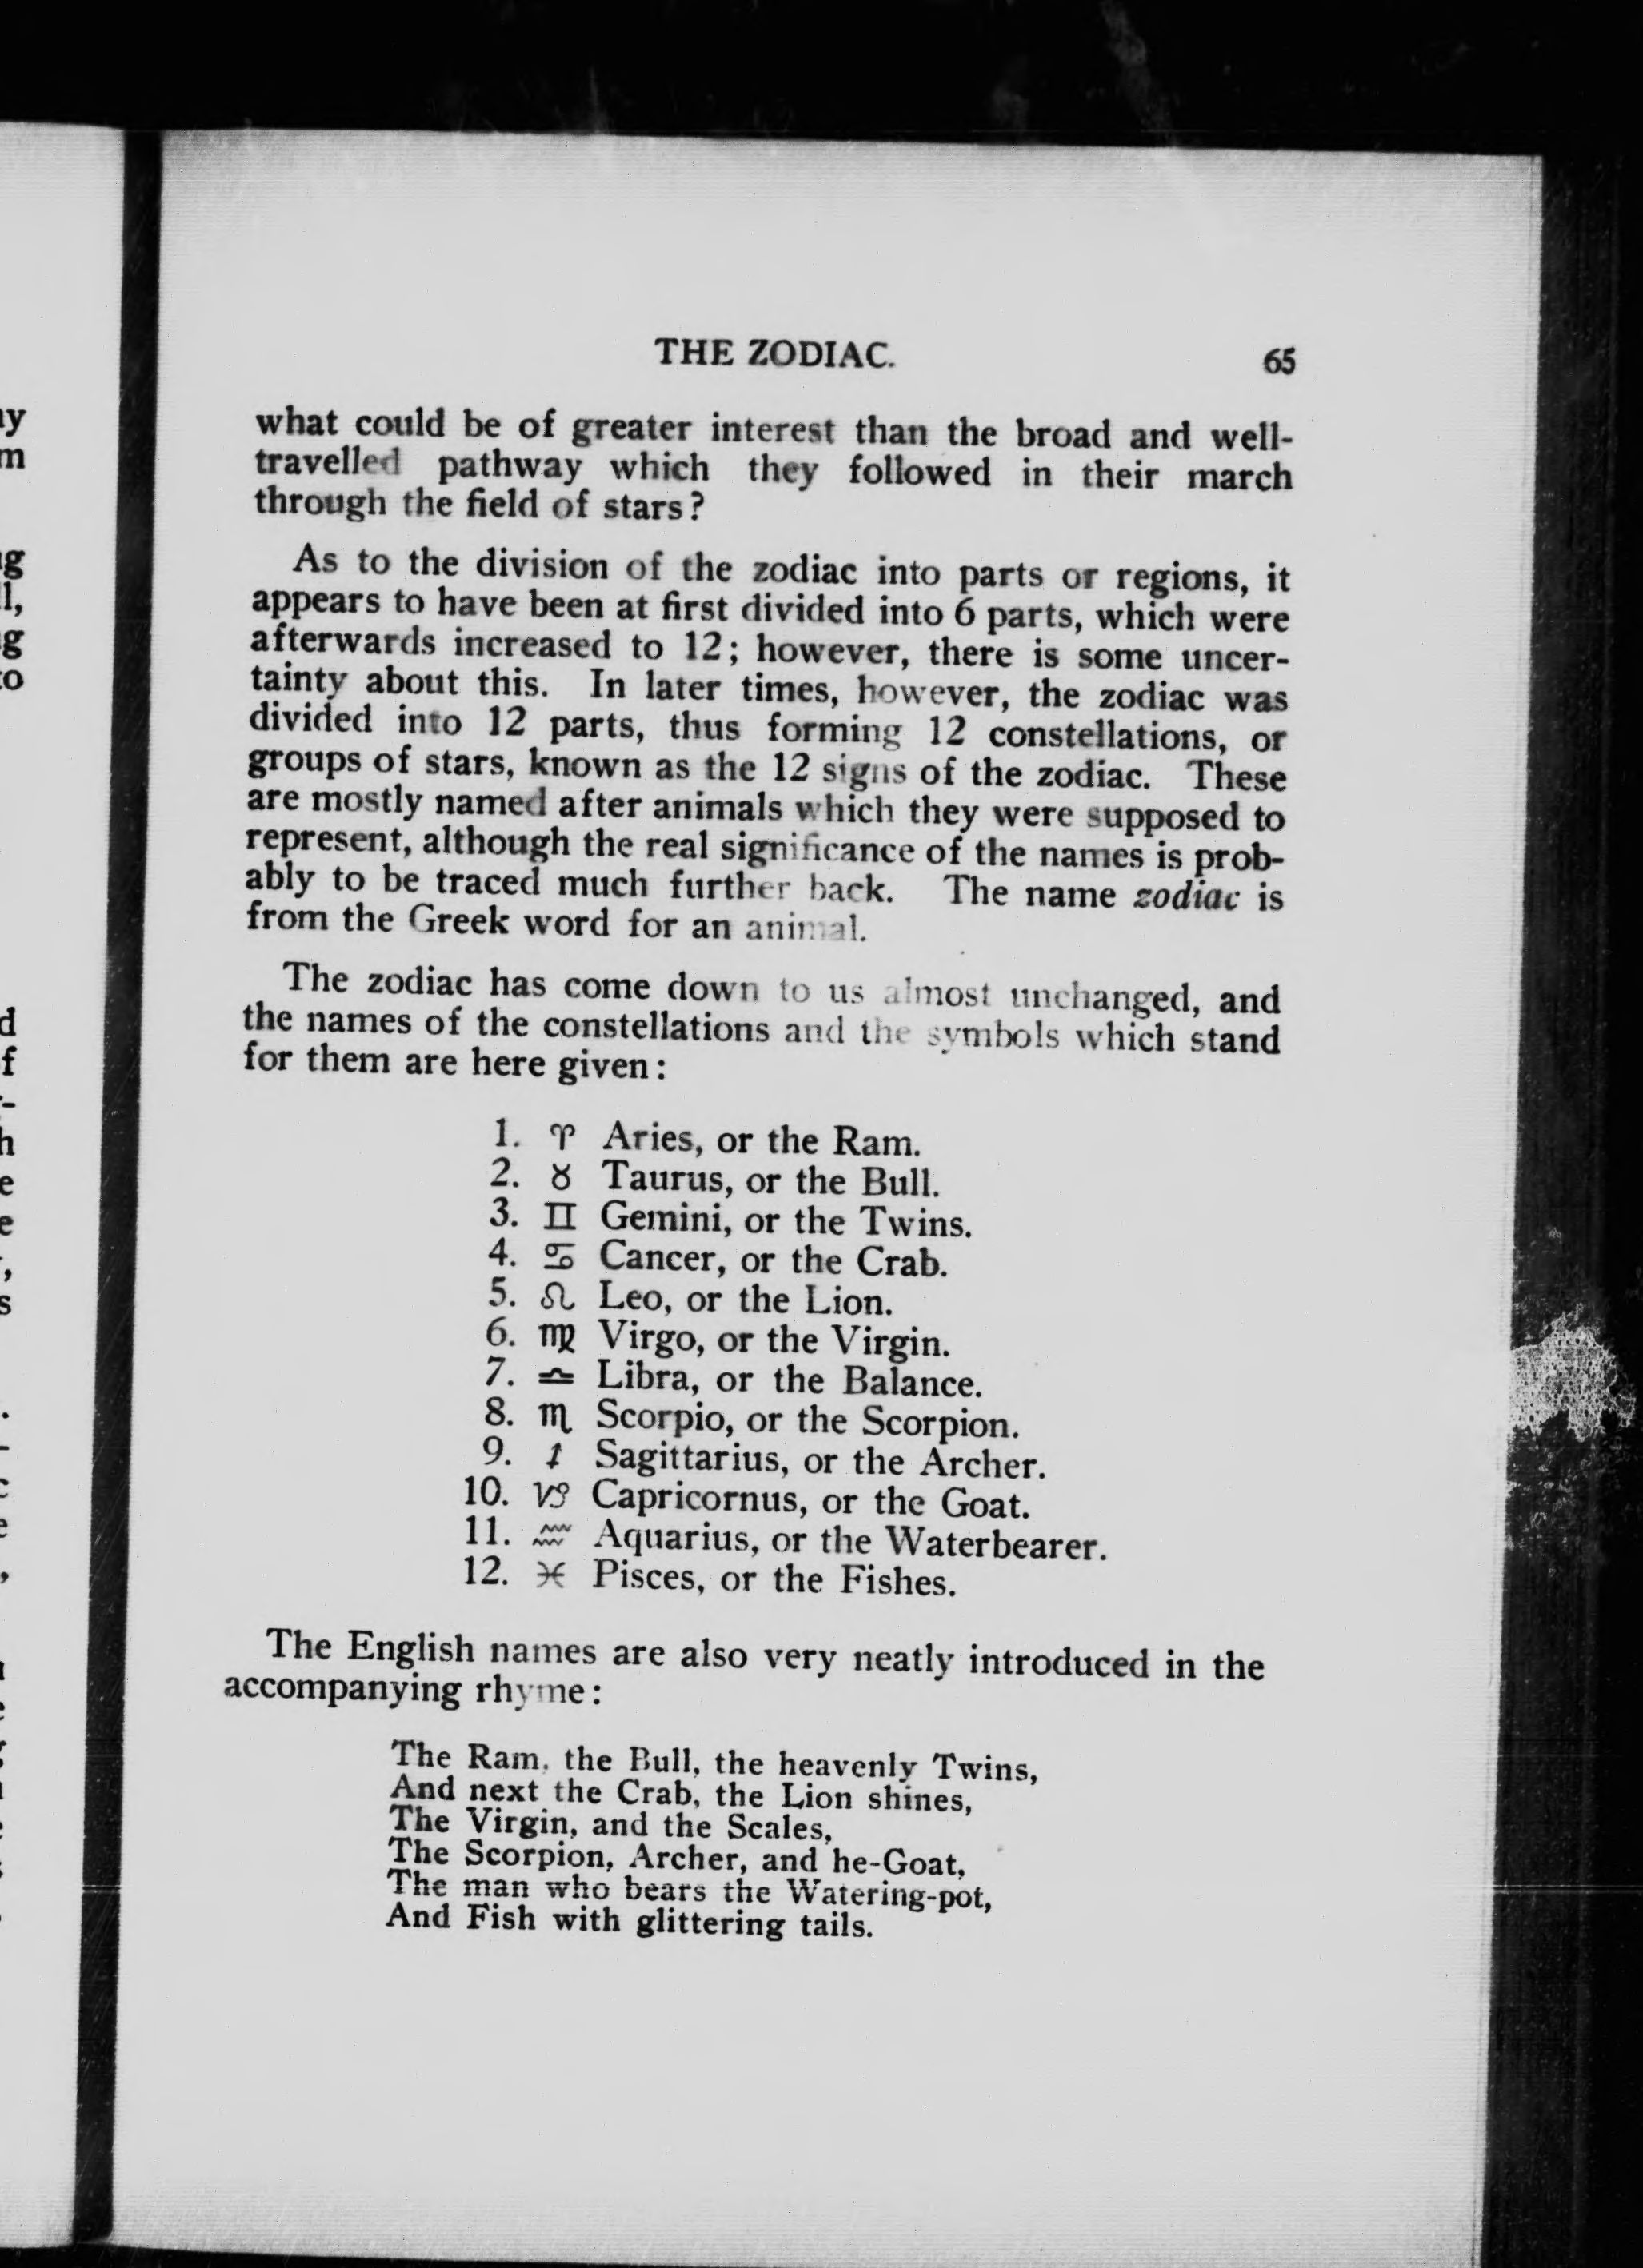 THE ZODIAC. 65
what could be of greater interest than the broad and well-
travelled pathway which they followed in their march
through the field of stars?
As to the division of the zodiac into parts or regions, it
appears to have been at first divided into 6 parts, which were
afterwards increased to 12; however, there is some uncer-
tainty about this. In later times, however, the zodiac was
divided into 12 parts, thus forming 12 constellations, or
groups of stars, known as the 12 signs of the zodiac. These
are mostly named after animals which they were supposed to
represent, although the real significance of the names is prob-
ably to be traced much further back. The name zodiac is
from the Greek word for an animal.
The zodiac has come down to us almost unchanged, and
the names of the constellations and the symbols which stand
for them are here given:
1. ♈ Aries, or the Ram.
2. ♉ Taurus, or the Bull.
3. ♊ Gemini, or the Twins.
4. ♋ Cancer, or the Crab.
5. ♌ Leo, or the Lion.
6. ♍ Virgo, or the Virgin.
7. ♎ Libra, or the Balance.
8. ♏ Scorpio, or the Scorpion.
9. ♐ Sagittarius, or the Archer.
10. ♑ Capricornus, or the Goat.
11. ♒ Aquarius, or the Waterbearer.
12. ♓ Pisces, or the Fishes.
The English names are also very neatly introduced in the
accompanying rhyme:
The Ram, the Bull, the heavenly Twins,
And next the Crab, the Lion shines,
The Virgin, and the Scales,
The Scorpion, Archer, and he-Goat,
The man who bears the Watering-pot,
And Fish with glittering tails.